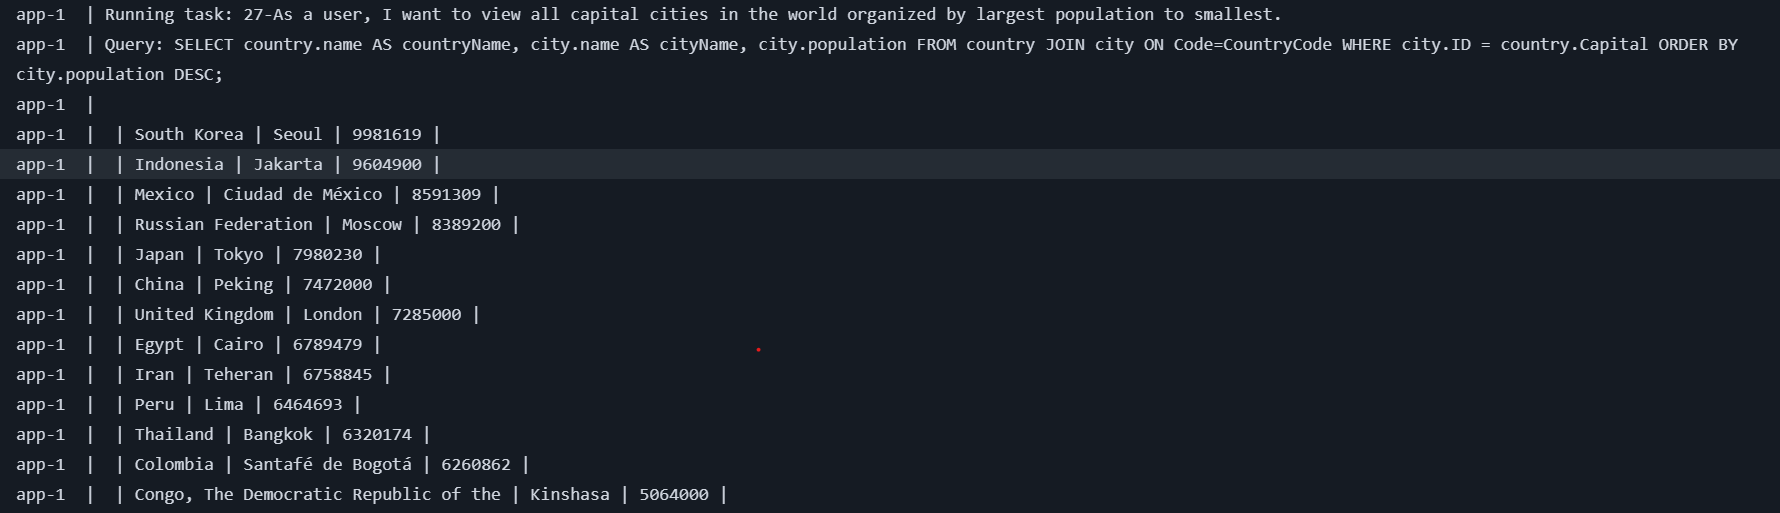 app-1  | Running task: 27-As a user, I want to view all capital cities in the world organized by largest population to smallest.
app-1  | Query: SELECT country.name AS countryName, city.name AS cityName, city.population FROM country JOIN city ON Code=CountryCode WHERE city.ID = country.Capital ORDER BY
city.population DESC;
app-1  |
app-1  |  | South Korea | Seoul | 9981619 |
app-1  |  | Indonesia | Jakarta | 9604900 |
app-1  |  | Mexico | Ciudad de México | 8591309 |
app-1  |  | Russian Federation | Moscow | 8389200 |
app-1  |  | Japan | Tokyo | 7980230 |
app-1  |  | China | Peking | 7472000 |
app-1  |  | United Kingdom | London | 7285000 |
app-1  |  | Egypt | Cairo | 6789479 |
app-1  |  | Iran | Teheran | 6758845 |
app-1  |  | Peru | Lima | 6464693 |
app-1  |  | Thailand | Bangkok | 6320174 |
app-1  |  | Colombia | Santafé de Bogotá | 6260862 |
app-1  |  | Congo, The Democratic Republic of the | Kinshasa | 5064000 |